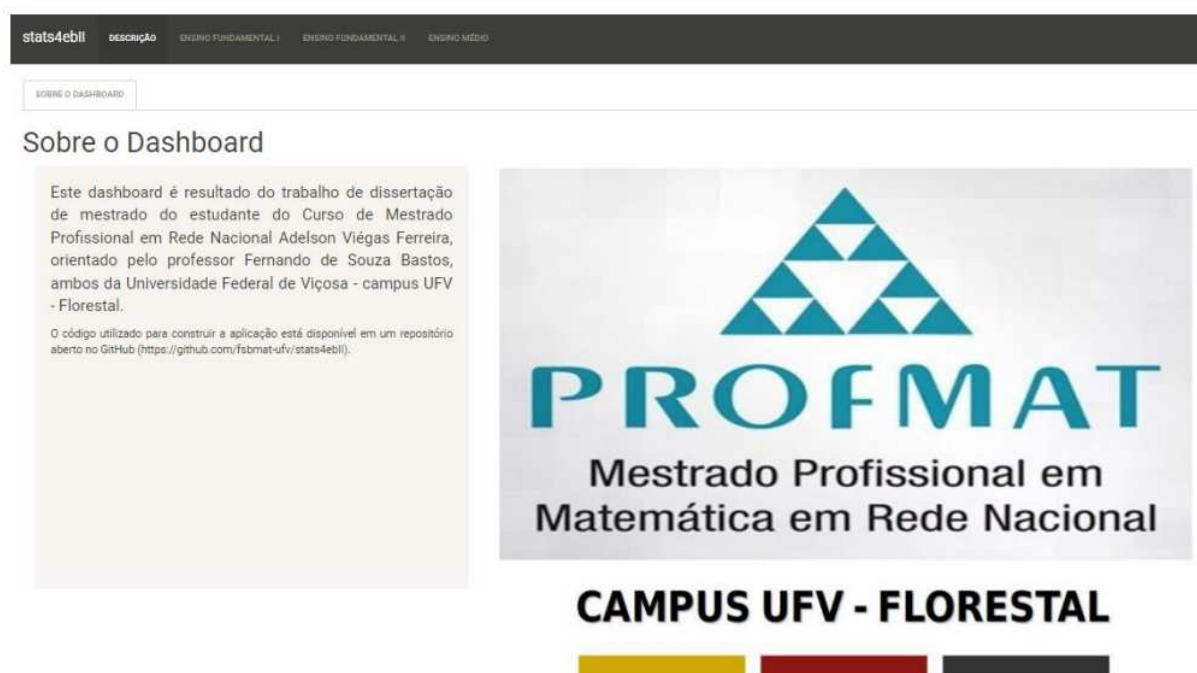 stats4ebII DESCRIÇÃO ENSINO FUNDAMENTAL I ENSINO FUNDAMENTAL II ENSINO MÉDIO
SOBRE O DASHBOARD
Sobre o Dashboard
Este dashboard é resultado do trabalho de dissertação
de mestrado do estudante do Curso de Mestrado
Profissional em Rede Nacional Adelson Viégas Ferreira,
orientado pelo professor Fernando de Souza Bastos,
ambos da Universidade Federal de Viçosa - campus UFV
- Florestal.
O código utilizado para construir a aplicação está disponível em um repositório
aberto no GitHub (https://github.com/fsbmat-ufv/stats4ebII).
PROFMAT
Mestrado Profissional em
Matemática em Rede Nacional
CAMPUS UFV - FLORESTAL